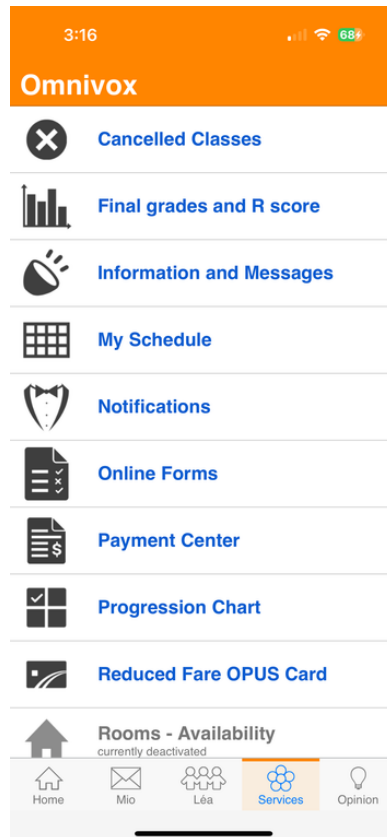 3:16
68
Omnivox
Cancelled Classes
Final grades and R score
Information and Messages
My Schedule
Notifications
Online Forms
Payment Center
Progression Chart
Reduced Fare OPUS Card
Rooms - Availability
currently deactivated
Home Mio Léa Services Opinion